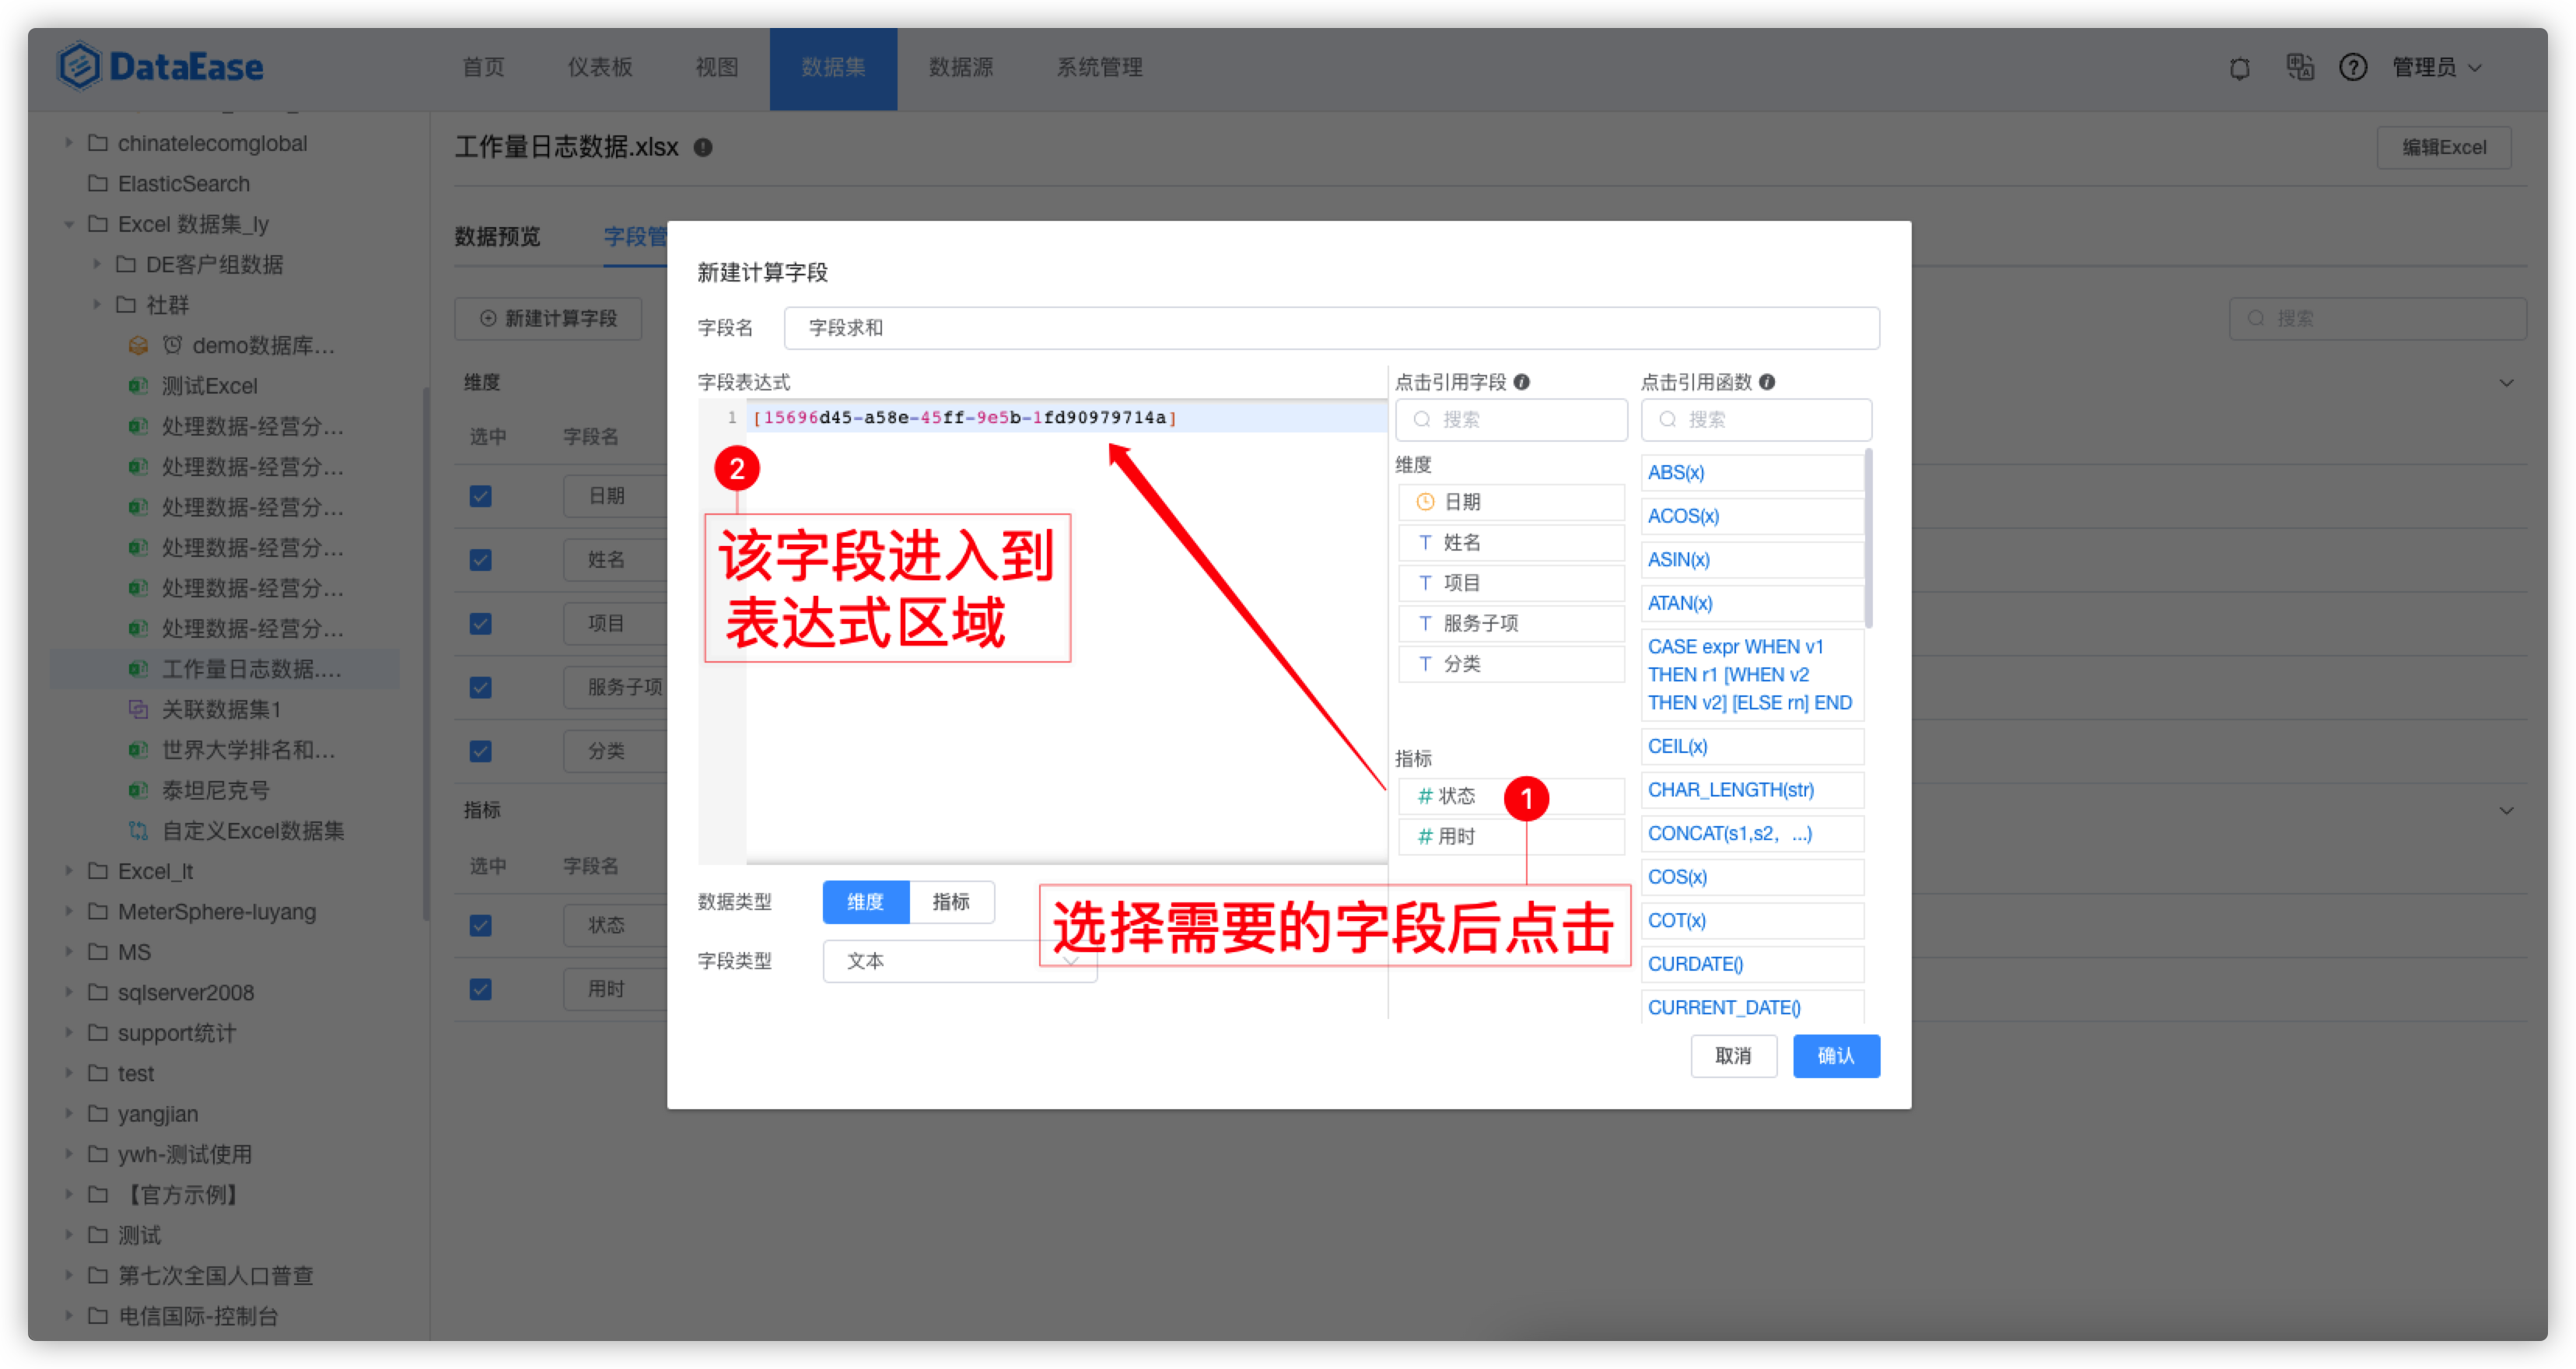 DataEase
首页
仪表板
视图
数据集
数据源
系统管理
管理员
chinatelecomglobal
ElasticSearch
Excel 数据集_ly
DE客户组数据
社群
demo数据库...
测试Excel
处理数据-经营分...
处理数据-经营分...
处理数据-经营分...
处理数据-经营分...
处理数据-经营分...
处理数据-经营分...
工作量日志数据....
关联数据集1
世界大学排名和...
泰坦尼克号
自定义Excel数据集
Excel_lt
MeterSphere-luyang
MS
sqlserver2008
support统计
test
yangjian
ywh-测试使用
【官方示例】
测试
第七次全国人口普查
电信国际-控制台
工作量日志数据.xlsx
编辑Excel
数据预览
字段管
新建计算字段
搜索
维度
选中
字段名
日期
姓名
项目
服务子项
分类
指标
选中
字段名
状态
用时
新建计算字段
字段名
字段求和
字段表达式
1
[15696d45-a58e-45ff-9e5b-1fd90979714a]
2
该字段进入到
表达式区域
数据类型
维度
指标
字段类型
文本
点击引用字段
搜索
维度
日期
T 姓名
T 项目
T 服务子项
T 分类
指标
# 状态
1
# 用时
选择需要的字段后点击
点击引用函数
搜索
ABS(x)
ACOS(x)
ASIN(x)
ATAN(x)
CASE expr WHEN v1
THEN r1 [WHEN v2
THEN v2] [ELSE rn] END
CEIL(x)
CHAR_LENGTH(str)
CONCAT(s1,s2，...)
COS(x)
COT(x)
CURDATE()
CURRENT_DATE()
取消
确认